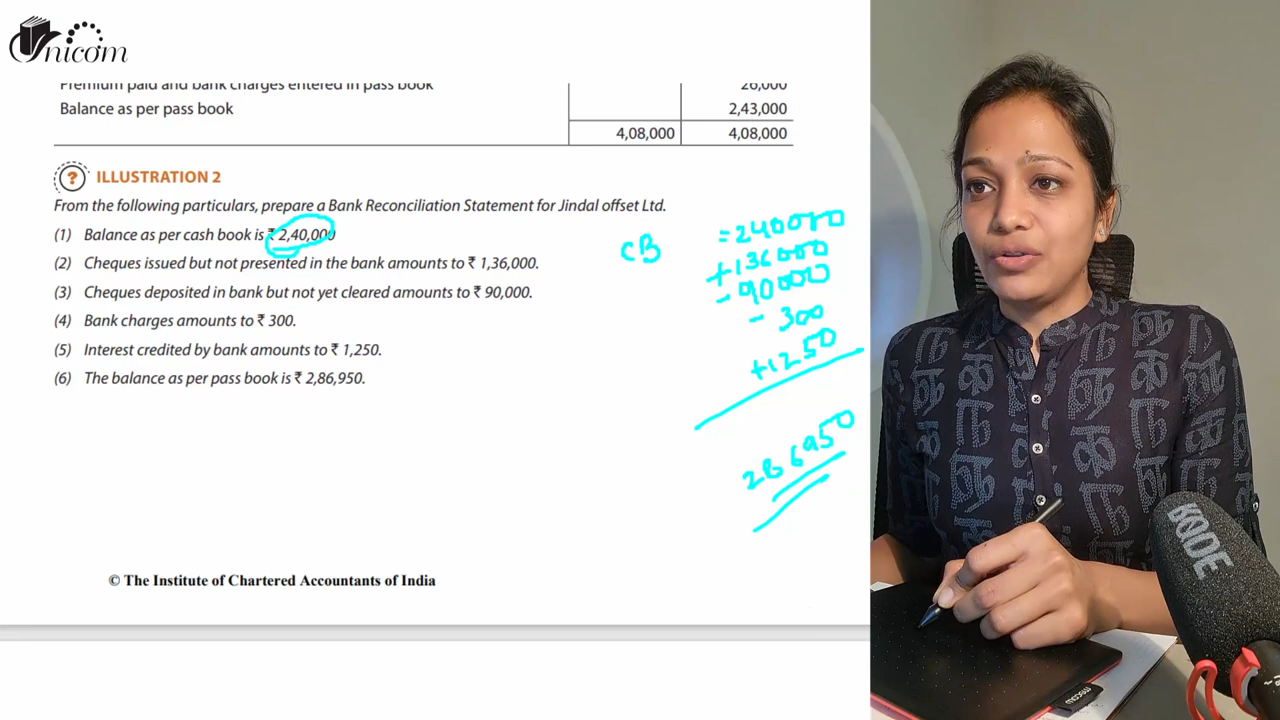 Unicom
Premium paid and bank charges entered in pass book 26,000
Balance as per pass book 2,43,000
4,08,000 4,08,000
? ILLUSTRATION 2
From the following particulars, prepare a Bank Reconciliation Statement for Jindal offset Ltd.
(1) Balance as per cash book is ₹ 2,40,000
(2) Cheques issued but not presented in the bank amounts to ₹ 1,36,000.
(3) Cheques deposited in bank but not yet cleared amounts to ₹ 90,000.
(4) Bank charges amounts to ₹ 300.
(5) Interest credited by bank amounts to ₹ 1,250.
(6) The balance as per pass book is ₹ 2,86,950.
CB = 240000
+136000
- 90000
- 300
+1250
286950
© The Institute of Chartered Accountants of India